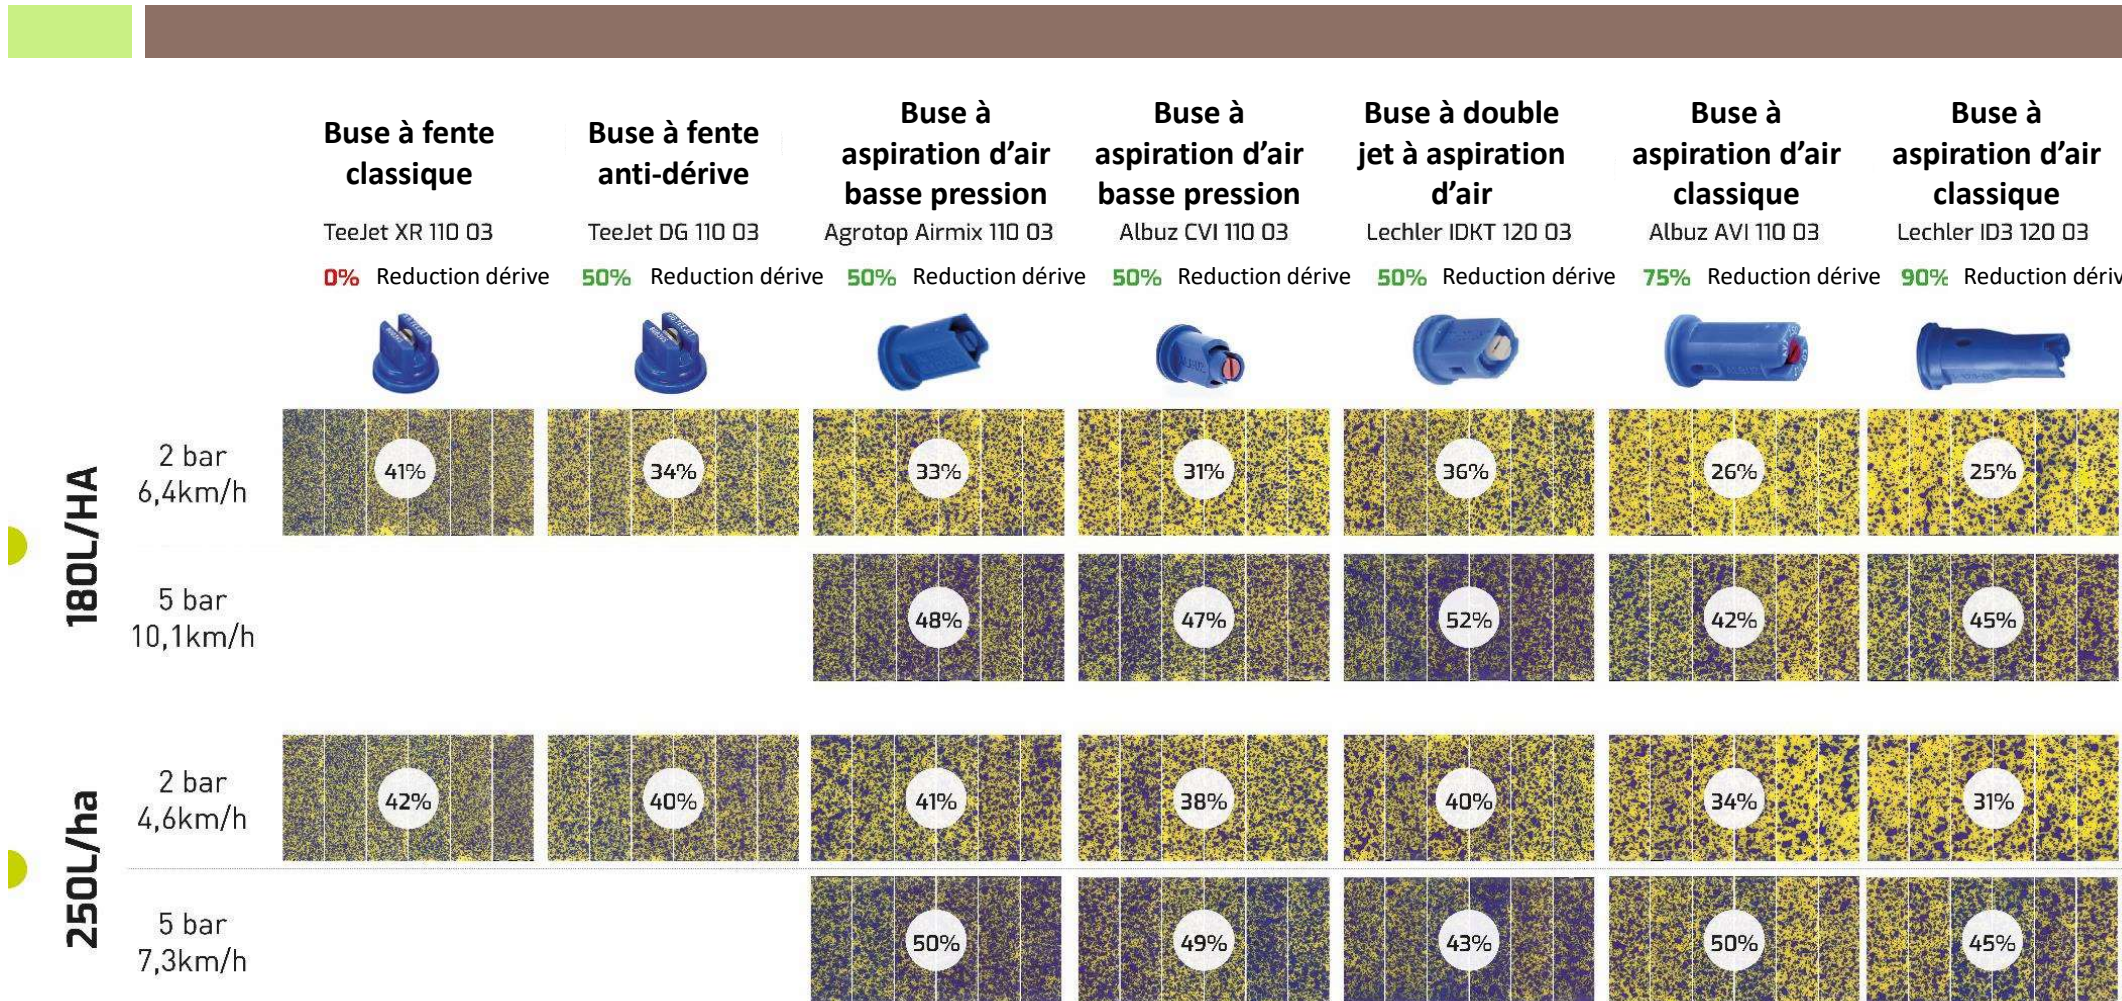 Buse à fente
classique
TeeJet XR 110 03
0% Reduction dérive
Buse à fente
anti-dérive
TeeJet DG 110 03
50% Reduction dérive
Buse à
aspiration d’air
basse pression
Agrotop Airmix 110 03
50% Reduction dérive
Buse à
aspiration d’air
basse pression
Albuz CVI 110 03
50% Reduction dérive
Buse à double
jet à aspiration
d’air
Lechler IDKT 120 03
50% Reduction dérive
Buse à
aspiration d’air
classique
Albuz AVI 110 03
75% Reduction dérive
Buse à
aspiration d’air
classique
Lechler ID3 120 03
90% Reduction dériv
180L/HA
2 bar
6,4km/h
41% 34% 33% 31% 36% 26% 25%
5 bar
10,1km/h
48% 47% 52% 42% 45%
250L/ha
2 bar
4,6km/h
42% 40% 41% 38% 40% 34% 31%
5 bar
7,3km/h
50% 49% 43% 50% 45%